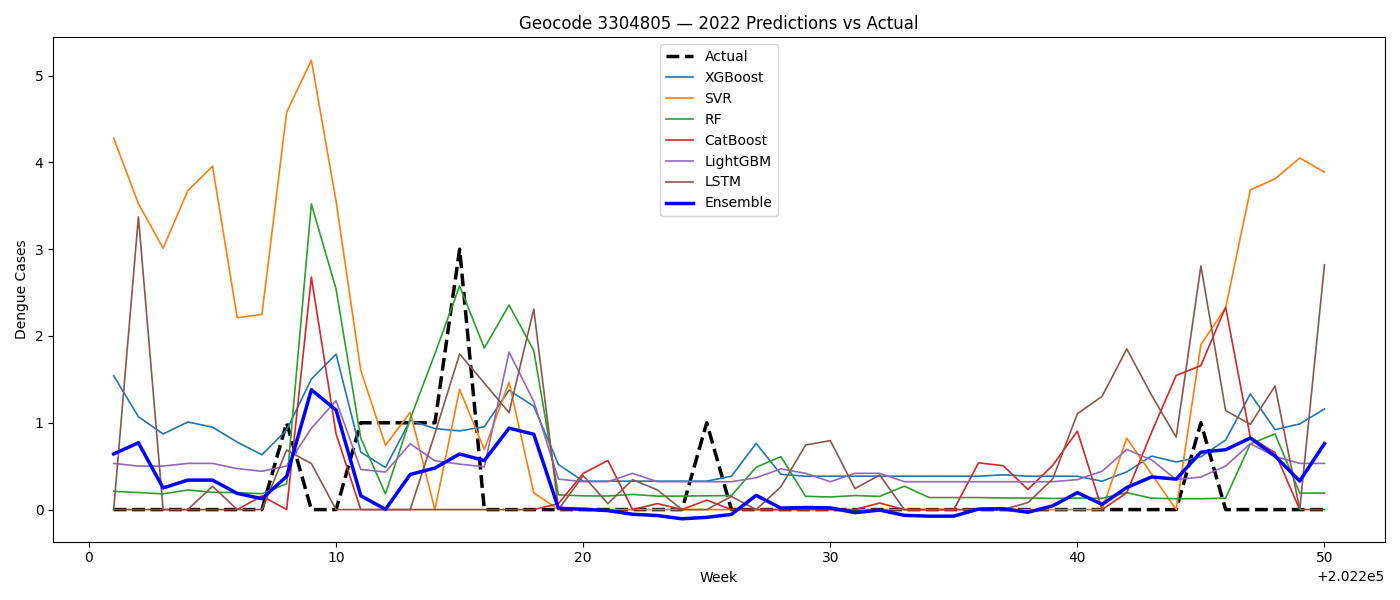 Geocode 3304805 — 2022 Predictions vs Actual
Actual
XGBoost
SVR
RF
CatBoost
LightGBM
LSTM
Ensemble
Dengue Cases
5
4
3
2
1
0
0 10 20 30 40 50
Week
+2.022e5